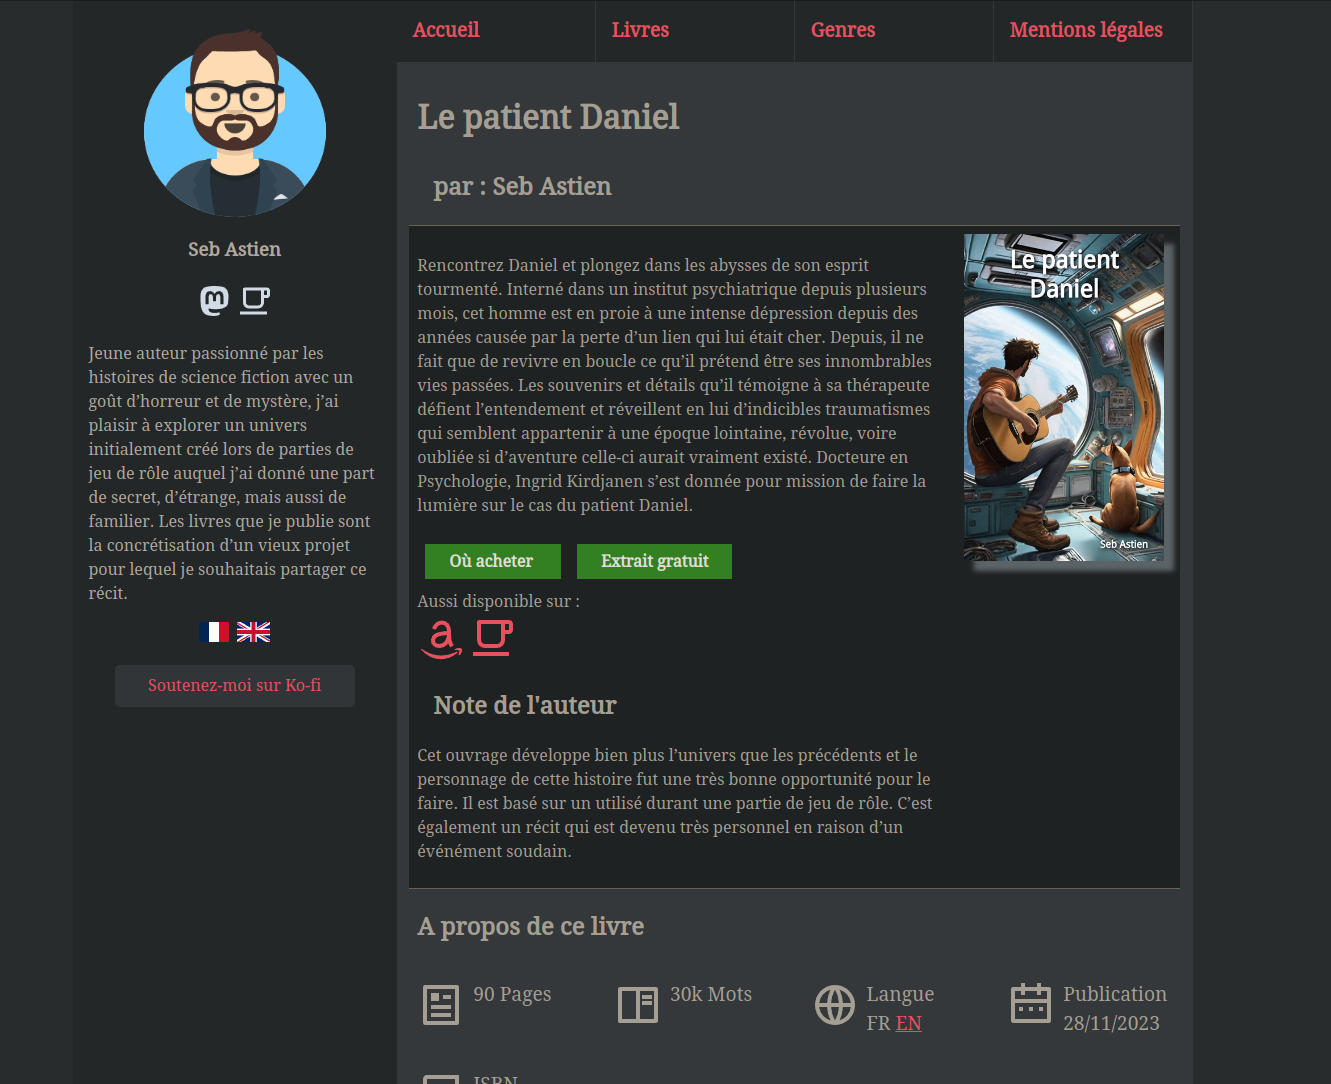 Accueil
Livres
Genres
Mentions légales
Seb Astien
Jeune auteur passionné par les
histoires de science fiction avec un
goût d’horreur et de mystère, j’ai
plaisir à explorer un univers
initialement créé lors de parties de
jeu de rôle auquel j’ai donné une part
de secret, d’étrange, mais aussi de
familier. Les livres que je publie sont
la concrétisation d’un vieux projet
pour lequel je souhaitais partager ce
récit.
Soutenez-moi sur Ko-fi
Le patient Daniel
par : Seb Astien
Rencontrez Daniel et plongez dans les abysses de son esprit
tourmenté. Interné dans un institut psychiatrique depuis plusieurs
mois, cet homme est en proie à une intense dépression depuis des
années causée par la perte d’un lien qui lui était cher. Depuis, il ne
fait que de revivre en boucle ce qu’il prétend être ses innombrables
vies passées. Les souvenirs et détails qu’il témoigne à sa thérapeute
défient l’entendement et réveillent en lui d’indicibles traumatismes
qui semblent appartenir à une époque lointaine, révolue, voire
oubliée si d’aventure celle-ci aurait vraiment existé. Docteure en
Psychologie, Ingrid Kirdjanen s’est donnée pour mission de faire la
lumière sur le cas du patient Daniel.
Le patient
Daniel
Seb Astien
Où acheter
Extrait gratuit
Aussi disponible sur :
Note de l'auteur
Cet ouvrage développe bien plus l’univers que les précédents et le
personnage de cette histoire fut une très bonne opportunité pour le
faire. Il est basé sur un utilisé durant une partie de jeu de rôle. C’est
également un récit qui est devenu très personnel en raison d’un
événément soudain.
A propos de ce livre
90 Pages
30k Mots
Langue
FR EN
Publication
28/11/2023
ISBN